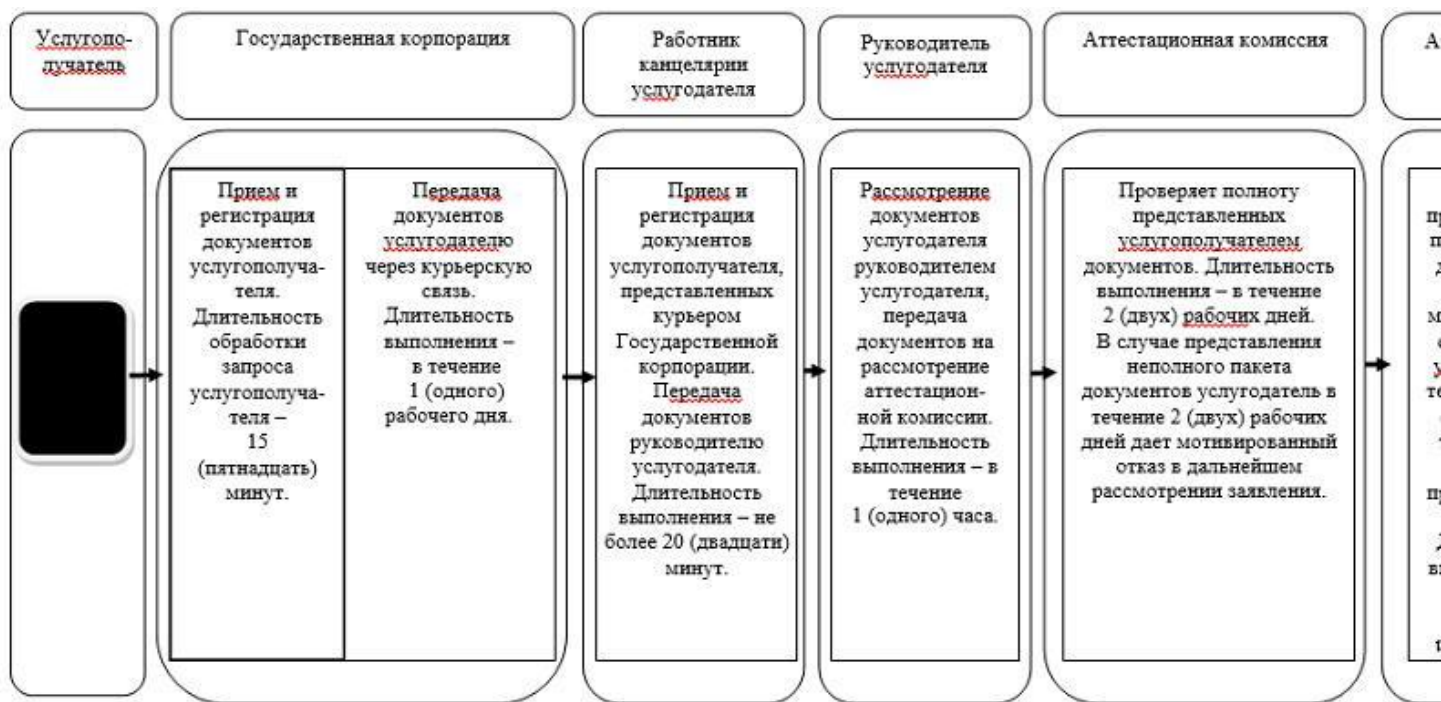 Услугопо-
лучатель
Государственная корпорация
Работник
канцелярии
услугодателя
Руководитель
услугодателя
Аттестационная комиссия
Прием и
регистрация
документов
услугополуча-
теля.
Длительность
обработки
запроса
услугополуча-
теля –
15
(пятнадцать)
минут.
Передача
документов
услугодателю
через курьерскую
связь.
Длительность
выполнения –
в течение
1 (одного)
рабочего дня.
Прием и
регистрация
документов
услугополучателя,
представленных
курьером
Государственной
корпорации.
Передача
документов
руководителю
услугодателя.
Длительность
выполнения – не
более 20 (двадцати)
минут.
Рассмотрение
документов
услугодателя
руководителем
услугодателя,
передача
документов на
рассмотрение
аттестацион-
ной комиссии.
Длительность
выполнения – в
течение
1 (одного) часа.
Проверяет полноту
представленных
услугополучателем
документов. Длительность
выполнения – в течение
2 (двух) рабочих дней.
В случае представления
неполного пакета
документов услугодатель в
течение 2 (двух) рабочих
дней дает мотивированный
отказ в дальнейшем
рассмотрении заявления.